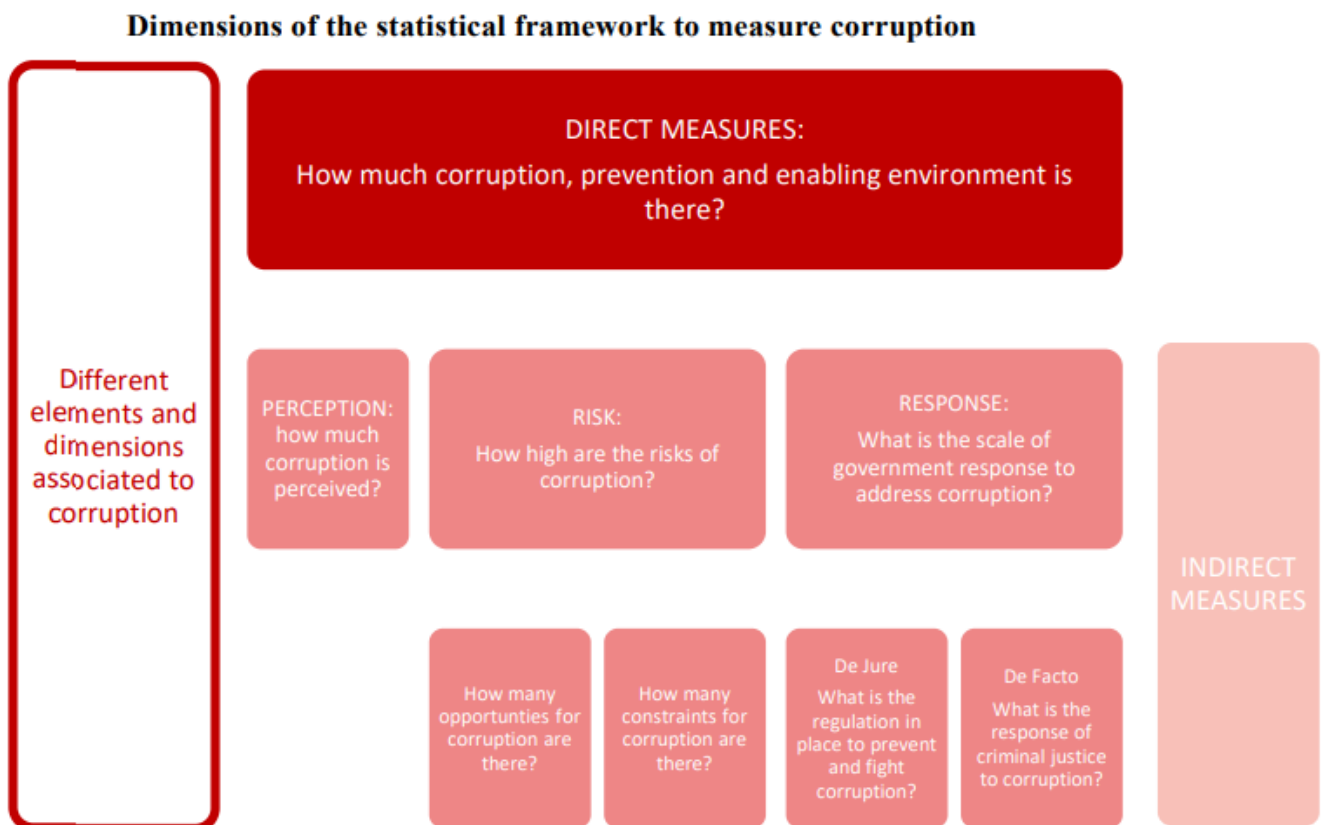 Dimensions of the statistical framework to measure corruption
DIRECT MEASURES:
How much corruption, prevention and enabling environment is
there?
Different
elements and
dimensions
associated to
corruption
PERCEPTION:
how much
corruption is
perceived?
RISK:
How high are the risks of
corruption?
RESPONSE:
What is the scale of
government response to
address corruption?
INDIRECT
MEASURES
How many
opportunties for
corruption are
there?
How many
constraints for
corruption are
there?
De Jure
What is the
regulation in
place to prevent
and fight
corruption?
De Facto
What is the
response of
criminal justice
to corruption?